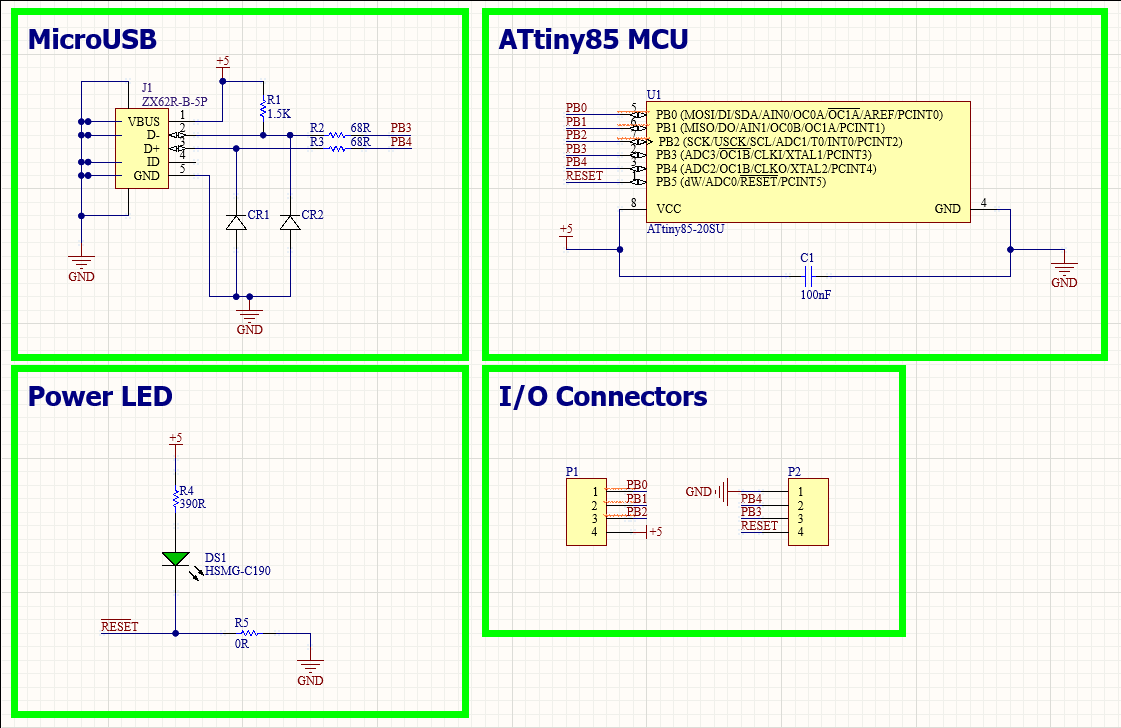 MicroUSB
+5
J1
ZX62R-B-5P
VBUS 1
D- 2
D+ 3
ID 4
GND 5
R1
1.5K
R2 68R PB3
R3 68R PB4
CR1 CR2
GND
GND
ATtiny85 MCU
U1
PB0 5 PB0 (MOSI/DI/SDA/AIN0/OC0A/OC1A/AREF/PCINT0)
PB1 6 PB1 (MISO/DO/AIN1/OC0B/OC1A/PCINT1)
PB2 7 PB2 (SCK/USCK/SCL/ADC1/T0/INT0/PCINT2)
PB3 2 PB3 (ADC3/OC1B/CLKI/XTAL1/PCINT3)
PB4 3 PB4 (ADC2/OC1B/CLKO/XTAL2/PCINT4)
RESET 1 PB5 (dW/ADC0/RESET/PCINT5)
8 VCC GND 4
ATtiny85-20SU
+5
C1
100nF
GND
Power LED
+5
R4
390R
DS1
HSMG-C190
RESET
R5
0R
GND
I/O Connectors
P1
1 PB0
2 PB1
3 PB2
4 +5
P2
GND 1
PB4 2
PB3 3
RESET 4